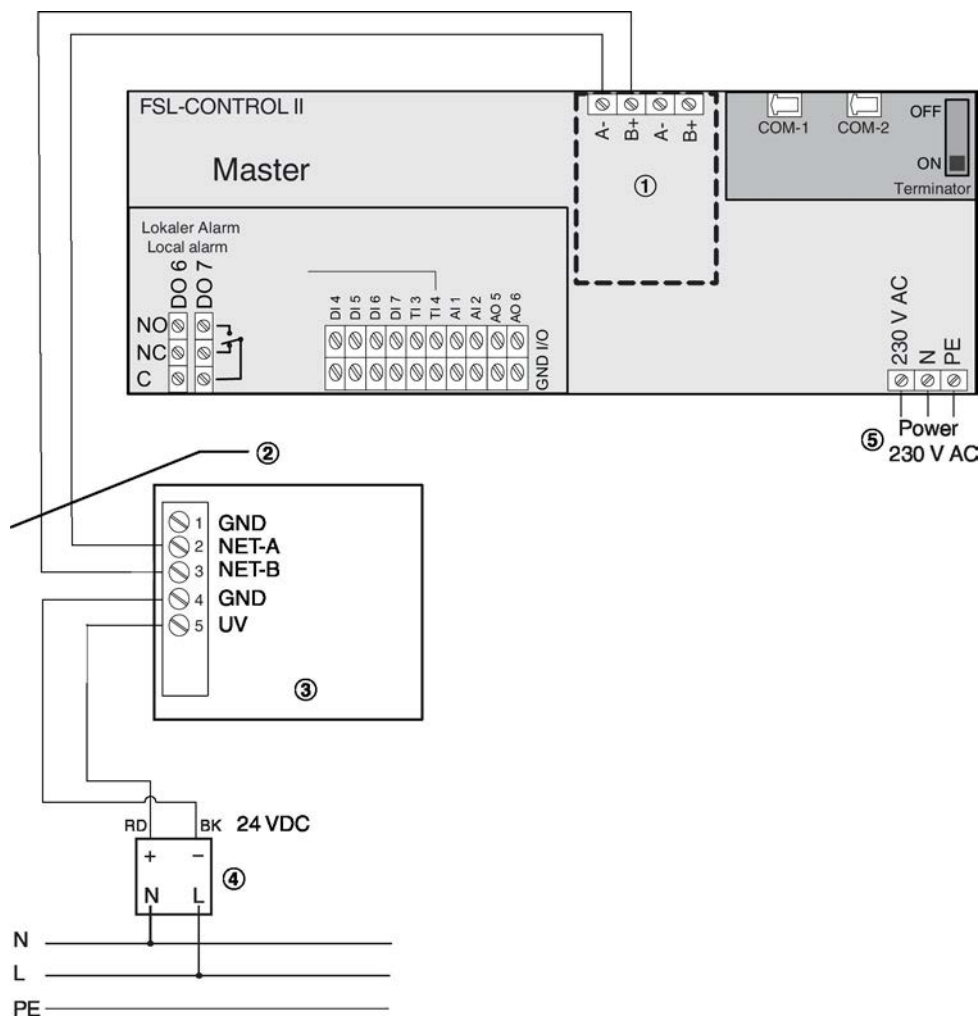 FSL-CONTROL II
Master
A-
B+
A-
B+
①
COM-1
COM-2
OFF
ON
Terminator
Lokaler Alarm
Local alarm
DO 6
DO 7
NO
NC
C
DI 4
DI 5
DI 6
DI 7
TI 3
TI 4
AI 1
AI 2
AO 5
AO 6
GND I/O
230 V AC
N
PE
⑤ Power
230 V AC
②
1 GND
2 NET-A
3 NET-B
4 GND
5 UV
③
RD
BK
24 VDC
+
−
N
L
④
N
L
PE